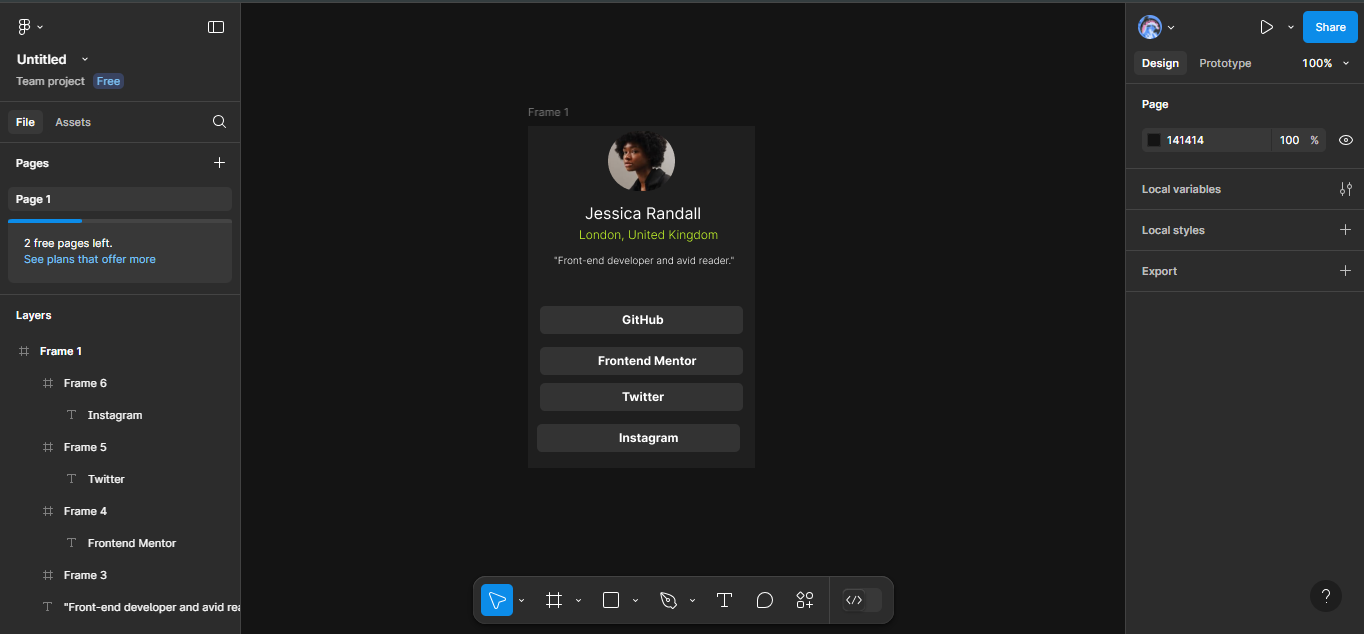 Untitled
Team project Free
File Assets
Pages
Page 1
2 free pages left.
See plans that offer more
Layers
Frame 1
Frame 6
Instagram
Frame 5
Twitter
Frame 4
Frontend Mentor
Frame 3
"Front-end developer and avid rea
Frame 1
Jessica Randall
London, United Kingdom
"Front-end developer and avid reader."
GitHub
Frontend Mentor
Twitter
Instagram
Share
Design Prototype 100%
Page
141414 100 %
Local variables
Local styles
Export
?